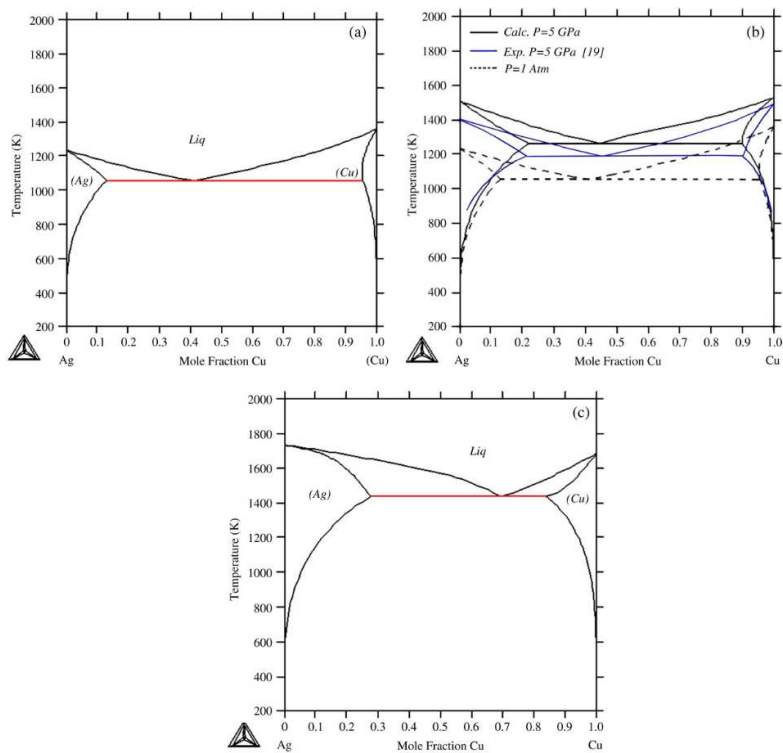 (a)
2000
1800
1600
1400
1200
1000
800
600
400
200
Temperature (K)
Liq
(Ag)
(Cu)
0 0.1 0.2 0.3 0.4 0.5 0.6 0.7 0.8 0.9 1.0
Ag Mole Fraction Cu (Cu)
(b)
Calc. P=5 GPa
Exp. P=5 GPa [19]
P=1 Atm
2000
1800
1600
1400
1200
1000
800
600
400
200
Temperature (K)
0 0.1 0.2 0.3 0.4 0.5 0.6 0.7 0.8 0.9 1.0
Ag Mole Fraction Cu Cu
(c)
2000
1800
1600
1400
1200
1000
800
600
400
200
Temperature (K)
Liq
(Ag)
(Cu)
0 0.1 0.2 0.3 0.4 0.5 0.6 0.7 0.8 0.9 1.0
Ag Mole Fraction Cu Cu